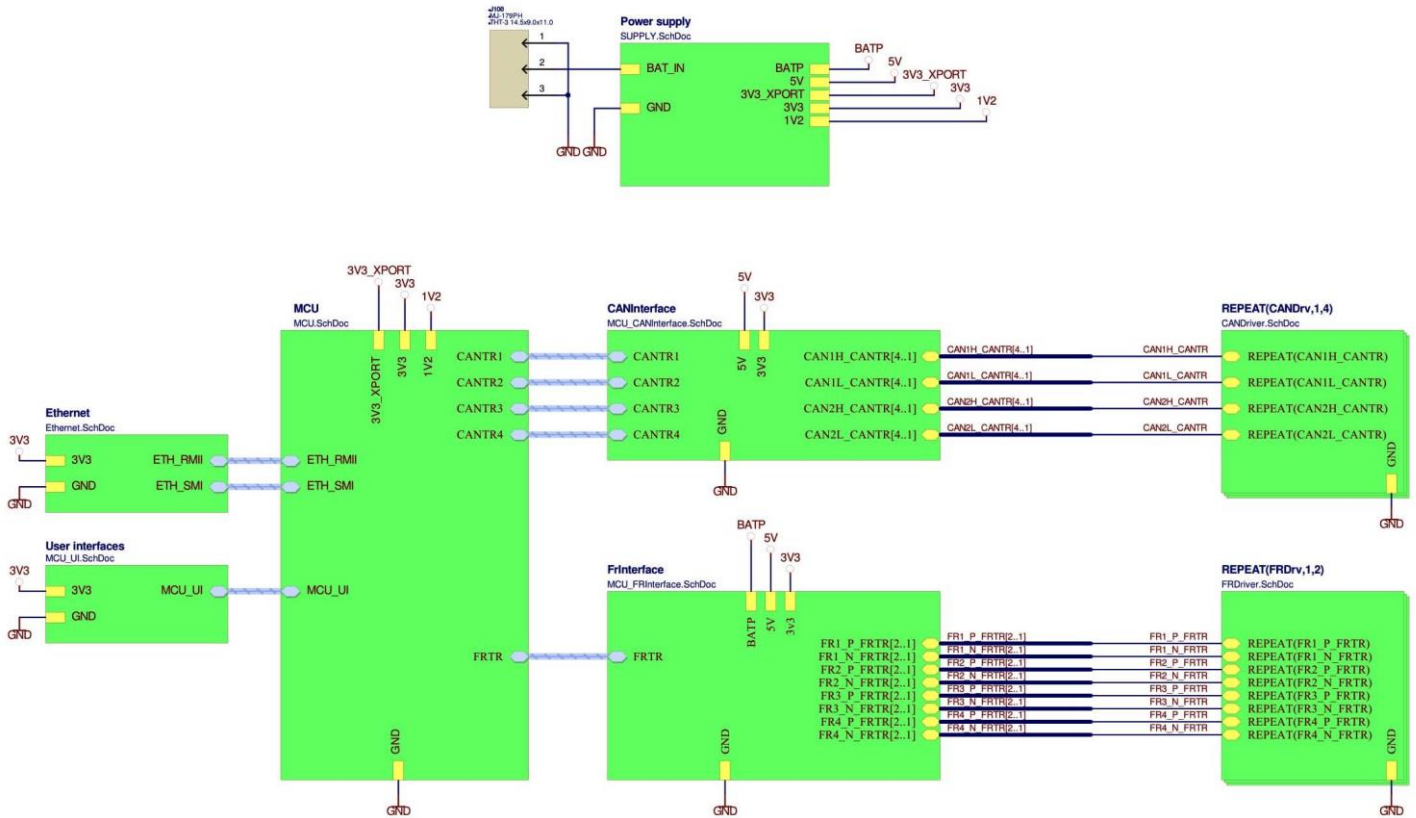 J100
MJ-179PH
THT-3 14.5x9.0x11.0
1
2
3
GND
Power supply
SUPPLY.SchDoc
BAT_IN
GND
GND
BATP
5V
3V3_XPORT
3V3
1V2
BATP
5V
3V3_XPORT
3V3
1V2
3V3_XPORT
3V3
1V2
MCU
MCU.SchDoc
3V3_XPORT
3V3
1V2
CANTR1
CANTR2
CANTR3
CANTR4
ETH_RMII
ETH_SMI
MCU_UI
FRTR
GND
GND
Ethernet
Ethernet.SchDoc
3V3
3V3
GND
GND
ETH_RMII
ETH_SMI
User interfaces
MCU_UI.SchDoc
3V3
3V3
GND
GND
MCU_UI
5V
3V3
CANInterface
MCU_CANInterface.SchDoc
5V
3V3
CANTR1
CANTR2
CANTR3
CANTR4
CAN1H_CANTR[4..1]
CAN1L_CANTR[4..1]
CAN2H_CANTR[4..1]
CAN2L_CANTR[4..1]
GND
GND
CAN1H_CANTR[4..1] CAN1H_CANTR
CAN1L_CANTR[4..1] CAN1L_CANTR
CAN2H_CANTR[4..1] CAN2H_CANTR
CAN2L_CANTR[4..1] CAN2L_CANTR
REPEAT(CANDrv,1,4)
CANDriver.SchDoc
REPEAT(CAN1H_CANTR)
REPEAT(CAN1L_CANTR)
REPEAT(CAN2H_CANTR)
REPEAT(CAN2L_CANTR)
GND
GND
BATP
5V
3V3
FrInterface
MCU_FRInterface.SchDoc
BATP
5V
3v3
FRTR
FR1_P_FRTR[2..1]
FR1_N_FRTR[2..1]
FR2_P_FRTR[2..1]
FR2_N_FRTR[2..1]
FR3_P_FRTR[2..1]
FR3_N_FRTR[2..1]
FR4_P_FRTR[2..1]
FR4_N_FRTR[2..1]
GND
GND
FR1_P_FRTR[2..1] FR1_P_FRTR
FR1_N_FRTR[2..1] FR1_N_FRTR
FR2_P_FRTR[2..1] FR2_P_FRTR
FR2_N_FRTR[2..1] FR2_N_FRTR
FR3_P_FRTR[2..1] FR3_P_FRTR
FR3_N_FRTR[2..1] FR3_N_FRTR
FR4_P_FRTR[2..1] FR4_P_FRTR
FR4_N_FRTR[2..1] FR4_N_FRTR
REPEAT(FRDrv,1,2)
FRDriver.SchDoc
REPEAT(FR1_P_FRTR)
REPEAT(FR1_N_FRTR)
REPEAT(FR2_P_FRTR)
REPEAT(FR2_N_FRTR)
REPEAT(FR3_P_FRTR)
REPEAT(FR3_N_FRTR)
REPEAT(FR4_P_FRTR)
REPEAT(FR4_N_FRTR)
GND
GND